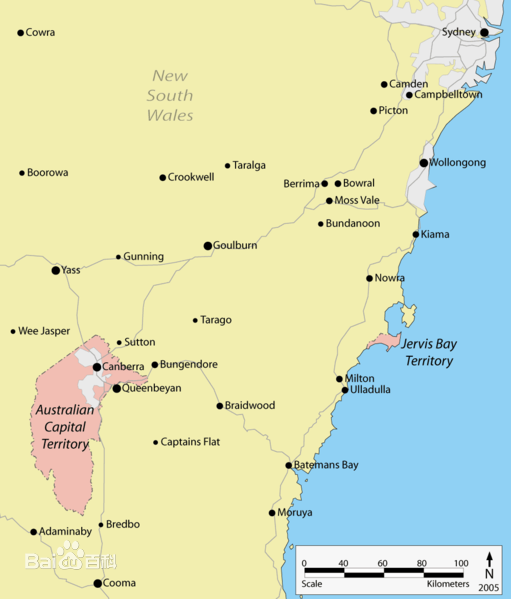 Cowra
Sydney
New
South
Wales
Camden
Campbelltown
Picton
Wollongong
Taralga
Boorowa
Crookwell
Berrima
Bowral
Moss Vale
Bundanoon
Kiama
Goulburn
Gunning
Yass
Nowra
Tarago
Wee Jasper
Sutton
Jervis Bay
Territory
Canberra
Bungendore
Milton
Queenbeyan
Ulladulla
Australian
Capital
Territory
Braidwood
Captains Flat
Batemans Bay
Moruya
Bredbo
Adaminaby
Bai百科
Cooma
0 40 60 80 100
Scale
Kilometers
N
2005